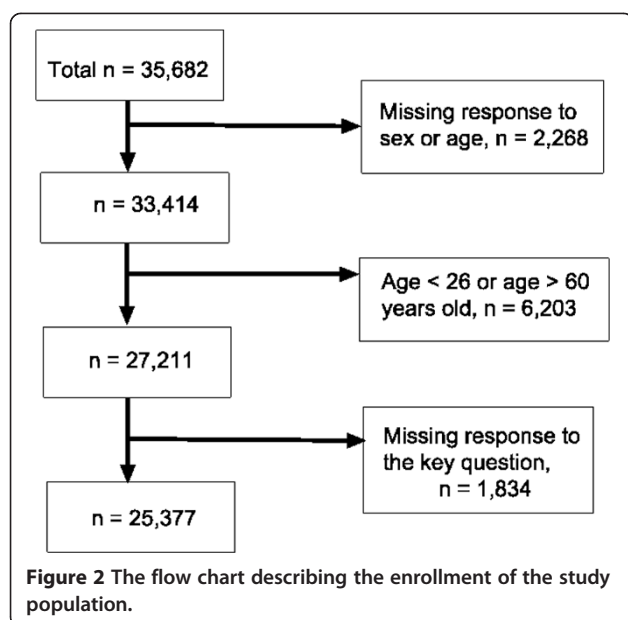 Total n = 35,682
Missing response to
sex or age, n = 2,268
n = 33,414
Age < 26 or age > 60
years old, n = 6,203
n = 27,211
Missing response to
the key question,
n = 1,834
n = 25,377
Figure 2 The flow chart describing the enrollment of the study
population.